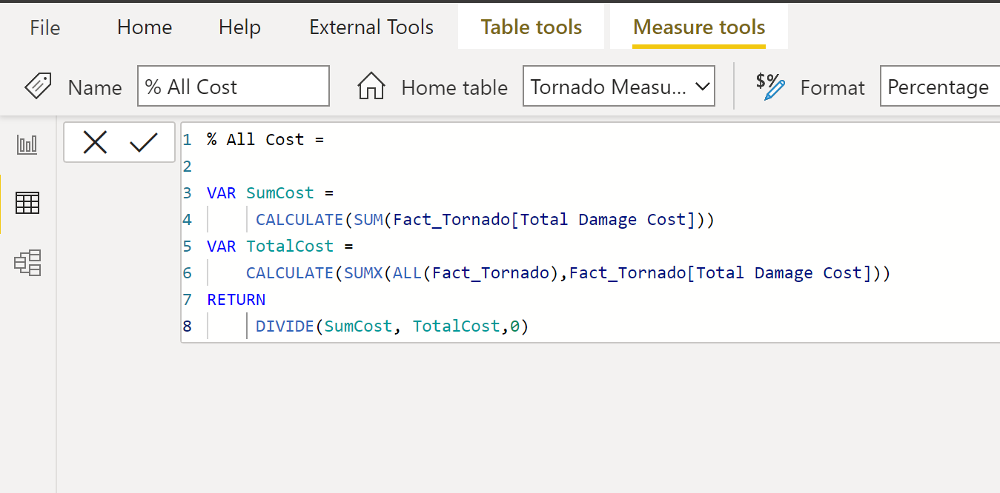 File Home Help External Tools Table tools Measure tools
Name % All Cost Home table Tornado Measu... $% Format Percentage
1 % All Cost =
2
3 VAR SumCost =
4 CALCULATE(SUM(Fact_Tornado[Total Damage Cost]))
5 VAR TotalCost =
6 CALCULATE(SUMX(ALL(Fact_Tornado),Fact_Tornado[Total Damage Cost]))
7 RETURN
8 DIVIDE(SumCost, TotalCost,0)